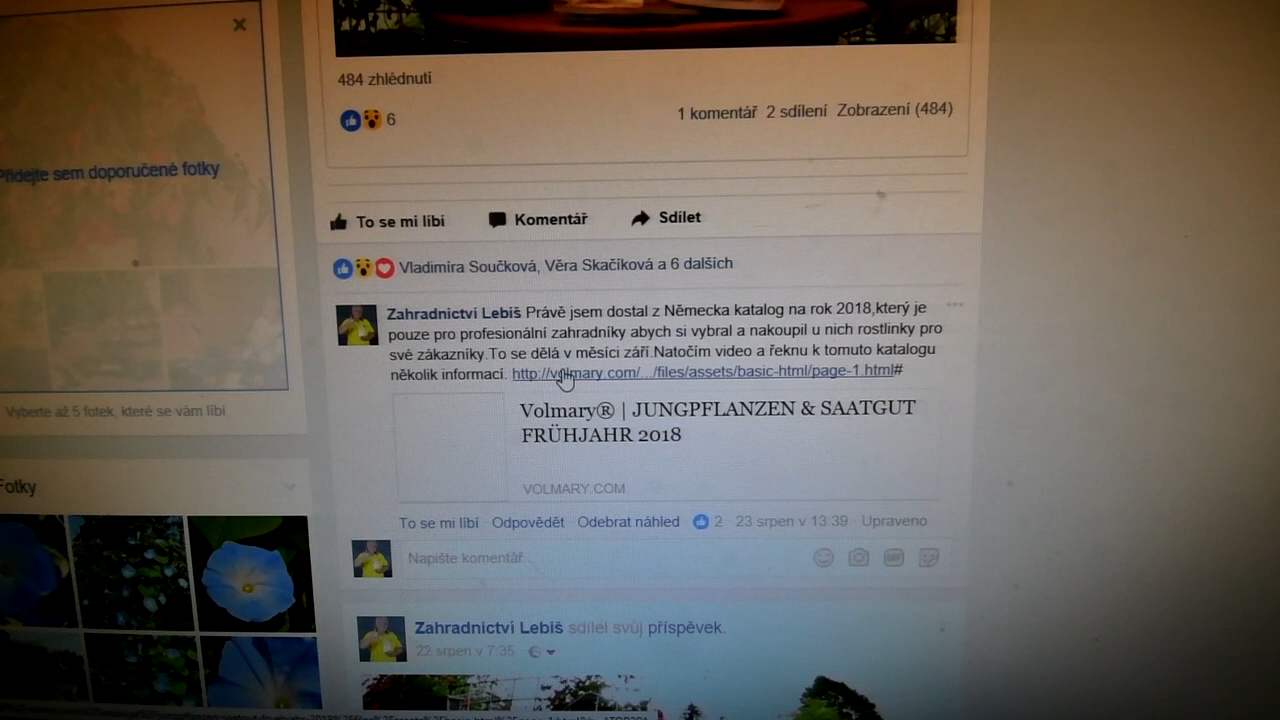 484 zhlédnutí
6
1 komentář 2 sdílení Zobrazení (484)
Přidejte sem doporučené fotky
Vyberte až 5 fotek, které se vám líbí
Fotky
To se mi líbí Komentář Sdílet
Vladimíra Součková, Věra Skačíková a 6 dalších
Zahradnictví Lebiš Právě jsem dostal z Německa katalog na rok 2018,který je
pouze pro profesionální zahradníky abych si vybral a nakoupil u nich rostlinky pro
své zákazníky.To se dělá v měsíci září.Natočím video a řeknu k tomuto katalogu
několik informací. http://volmary.com/.../files/assets/basic-html/page-1.html#
Volmary® | JUNGPFLANZEN & SAATGUT
FRÜHJAHR 2018
VOLMARY.COM
To se mi líbí · Odpovědět · Odebrat náhled · 2 · 23 srpen v 13:39 · Upraveno
Napište komentář...
Zahradnictví Lebiš sdílel svůj příspěvek.
22 srpen v 7:35